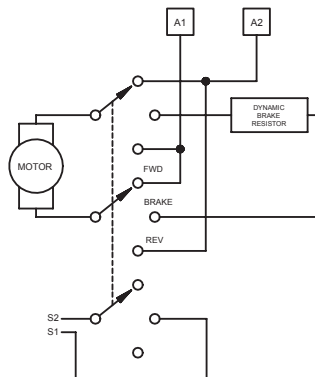 A1 A2
DYNAMIC
BRAKE
RESISTOR
MOTOR
FWD
BRAKE
REV
S2
S1